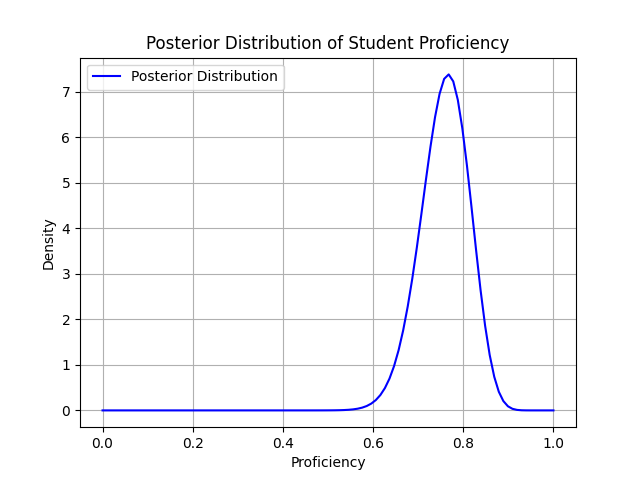 Posterior Distribution of Student Proficiency
Posterior Distribution
7
6
5
4
3
2
1
0
Density
0.0 0.2 0.4 0.6 0.8 1.0
Proficiency